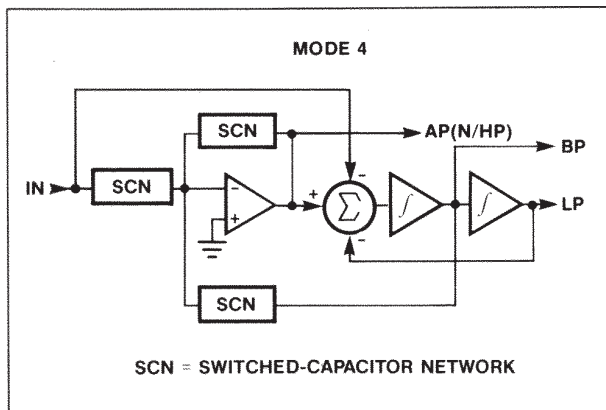 MODE 4
SCN
AP(N/HP)
BP
IN
SCN
-
+
+
-
Σ
-
∫
∫
LP
SCN
SCN = SWITCHED-CAPACITOR NETWORK